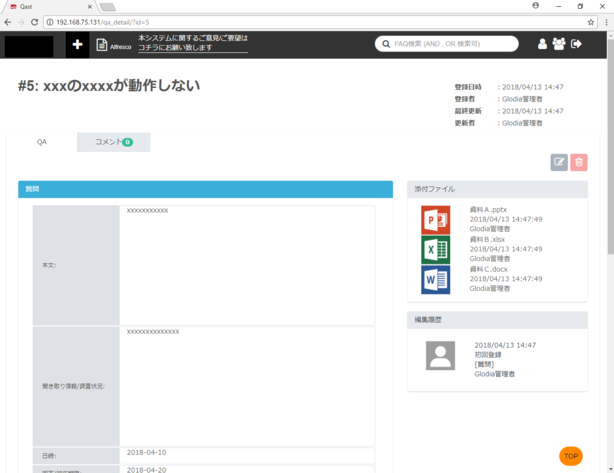 Qast
192.168.75.131/qa_detail/?id=5
Alfresco
本システムに関するご意見/ご要望は
コチラにお願い致します
FAQ検索 (AND , OR 検索可)
#5: xxxのxxxxが動作しない
登録日時 : 2018/04/13 14:47
登録者 : Glodia管理者
最終更新 : 2018/04/13 14:47
更新者 : Glodia管理者
QA
コメント 0
質問
本文:
xxxxxxxxxxx
聞き取り情報/調査状況:
xxxxxxxxxxxxxx
日時:
2018-04-10
2018-04-20
添付ファイル
資料A.pptx
2018/04/13 14:47:49
Glodia管理者
資料B.xlsx
2018/04/13 14:47:49
Glodia管理者
資料C.docx
2018/04/13 14:47:49
Glodia管理者
編集履歴
2018/04/13 14:47
初回登録
[質問]
Glodia管理者
TOP